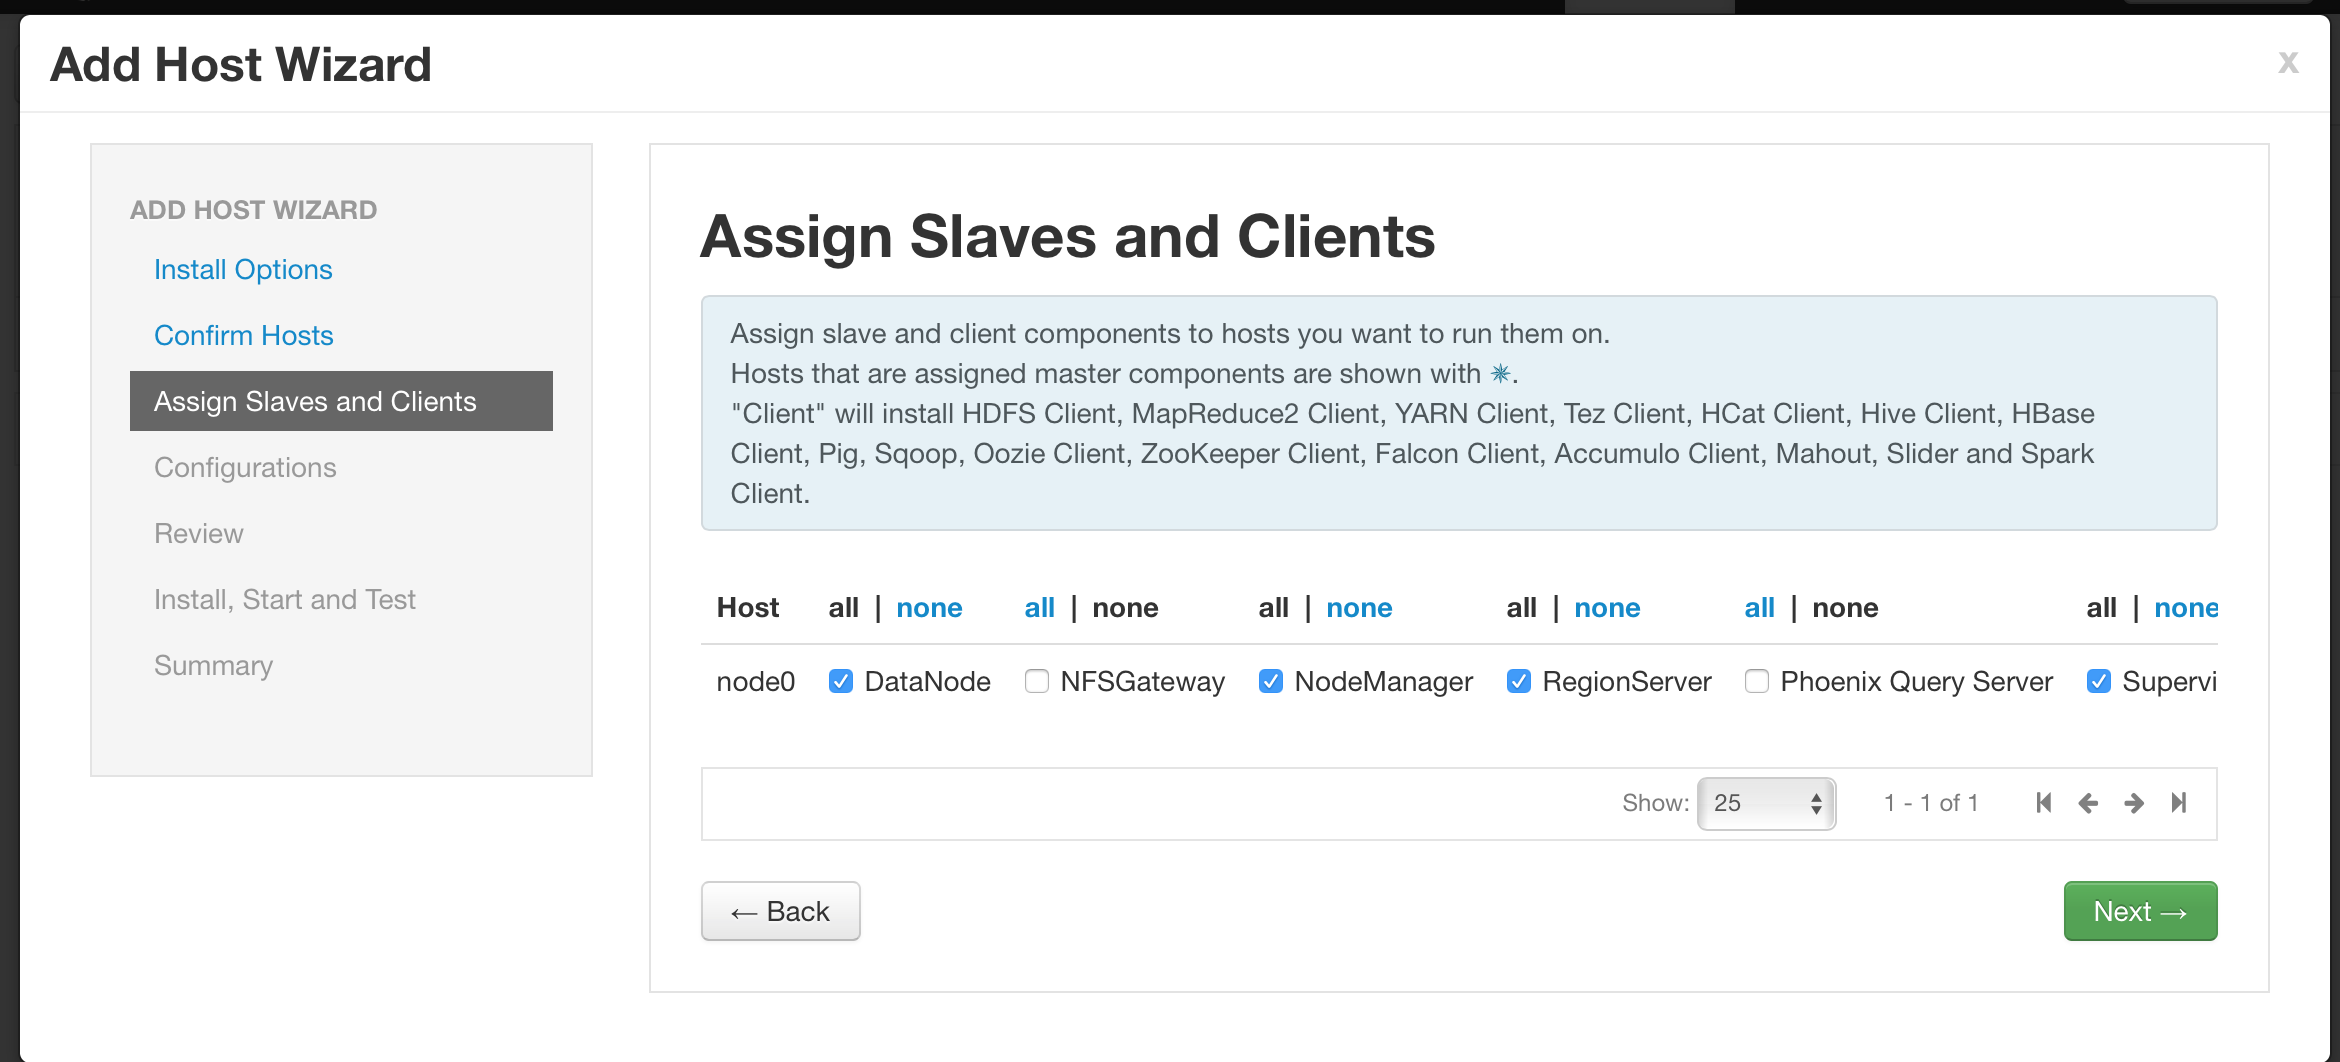 Add Host Wizard
x
ADD HOST WIZARD
Install Options
Confirm Hosts
Assign Slaves and Clients
Configurations
Review
Install, Start and Test
Summary
Assign Slaves and Clients
Assign slave and client components to hosts you want to run them on.
Hosts that are assigned master components are shown with ✳.
"Client" will install HDFS Client, MapReduce2 Client, YARN Client, Tez Client, HCat Client, Hive Client, HBase
Client, Pig, Sqoop, Oozie Client, ZooKeeper Client, Falcon Client, Accumulo Client, Mahout, Slider and Spark
Client.
Host all | none all | none all | none all | none all | none all | none
node0 DataNode NFSGateway NodeManager RegionServer Phoenix Query Server Supervi
Show: 25 1 - 1 of 1
← Back
Next →